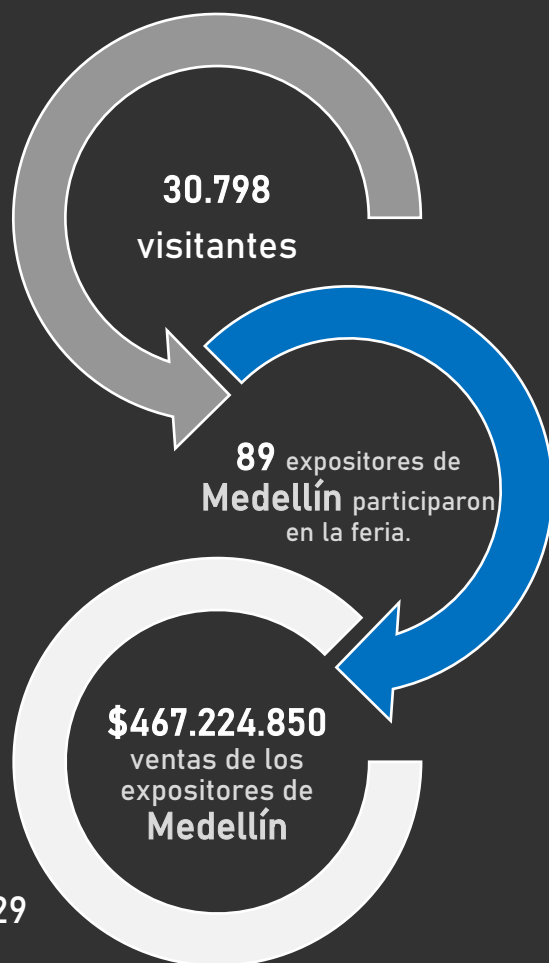 30.798
visitantes
89 expositores de
Medellín participaron
en la feria.
$467.224.850
ventas de los
expositores de
Medellín
29